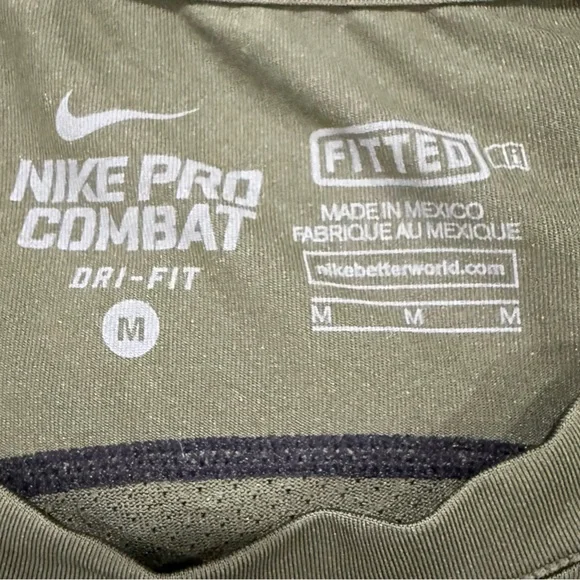 NIKE PRO
COMBAT
DRI-FIT
M
FITTED
MADE IN MEXICO
FABRIQUE AU MEXIQUE
nikebetterworld.com
M M M